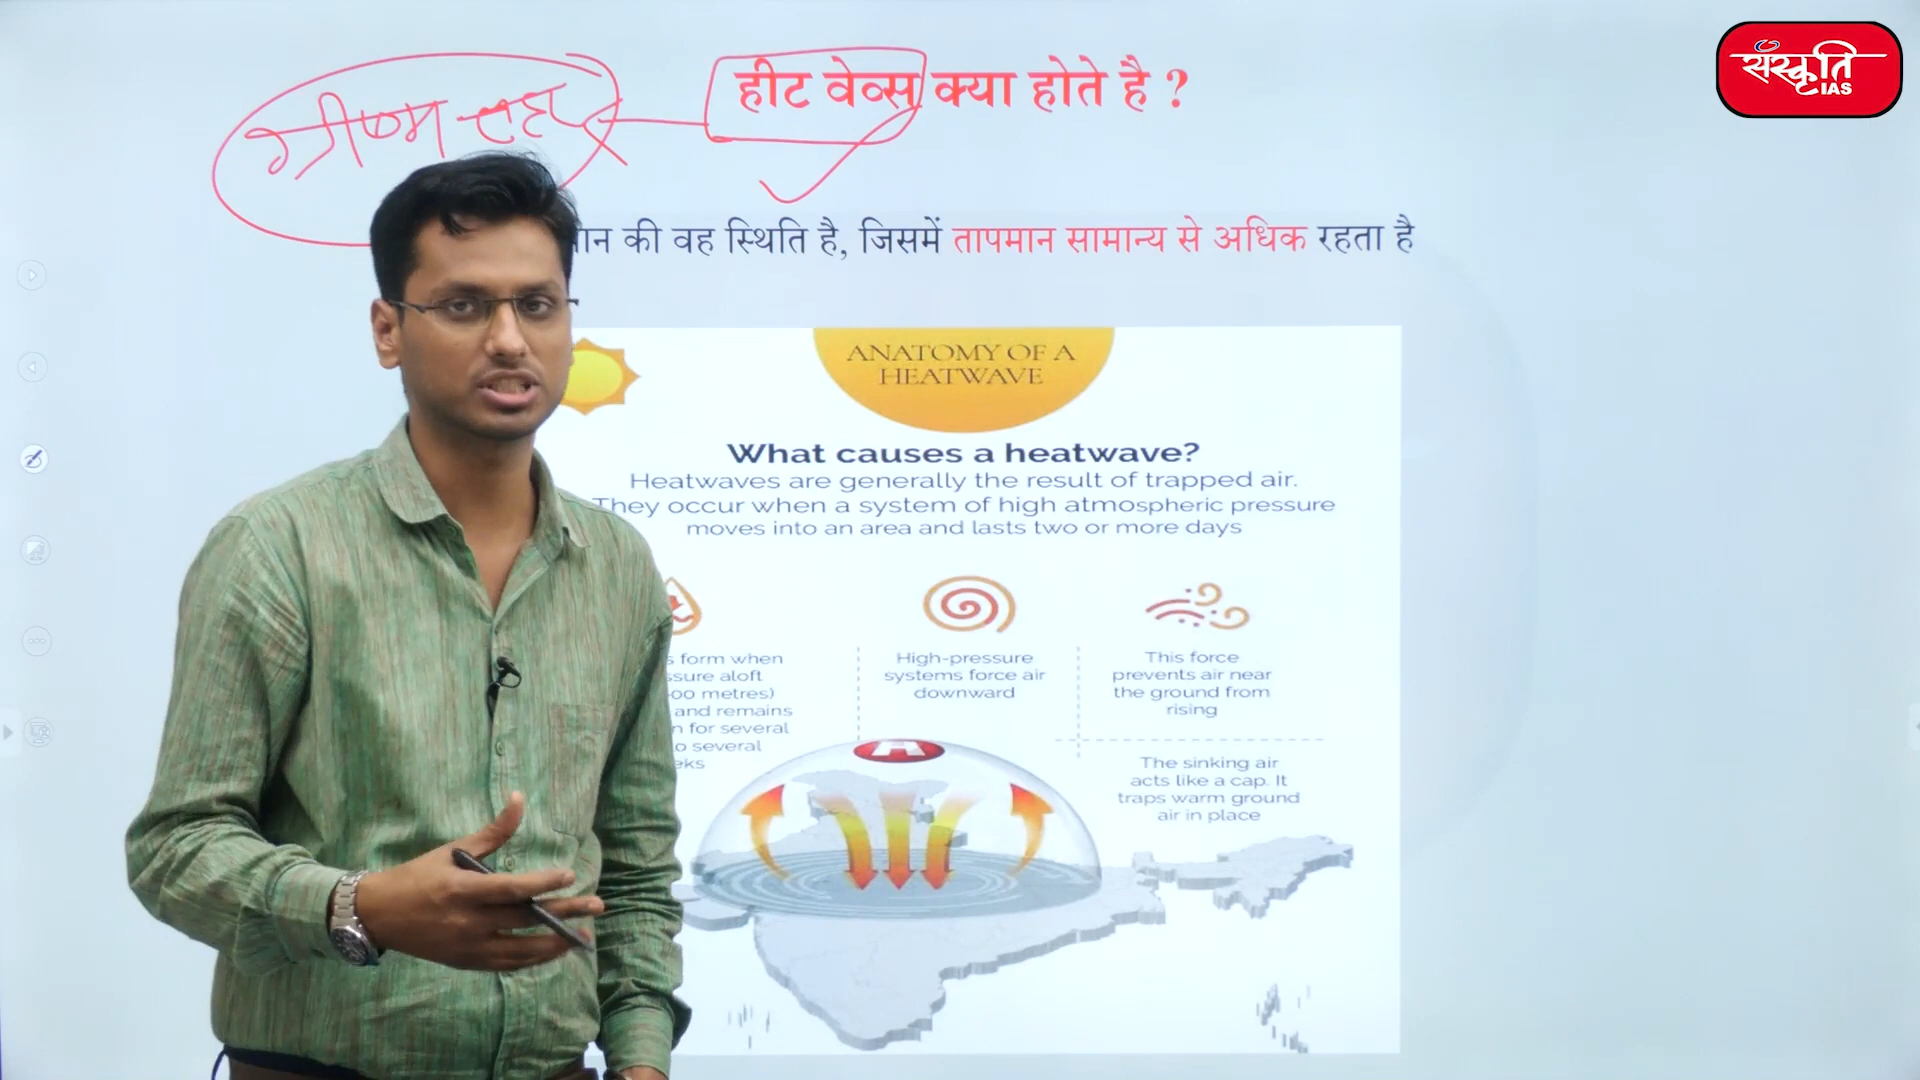 संस्कृति
IAS
हीट वेव्स क्या होते है ?
ग्रीष्म लहर
की वह स्थिति है, जिसमें तापमान सामान्य से अधिक रहता है
ANATOMY OF A
HEATWAVE
What causes a heatwave?
Heatwaves are generally the result of trapped air.
They occur when a system of high atmospheric pressure
moves into an area and lasts two or more days
form when
aloft
metres)
and remains
for several
several
High-pressure
systems force air
downward
This force
prevents air near
the ground from
rising
The sinking air
acts like a cap. It
traps warm ground
air in place
A